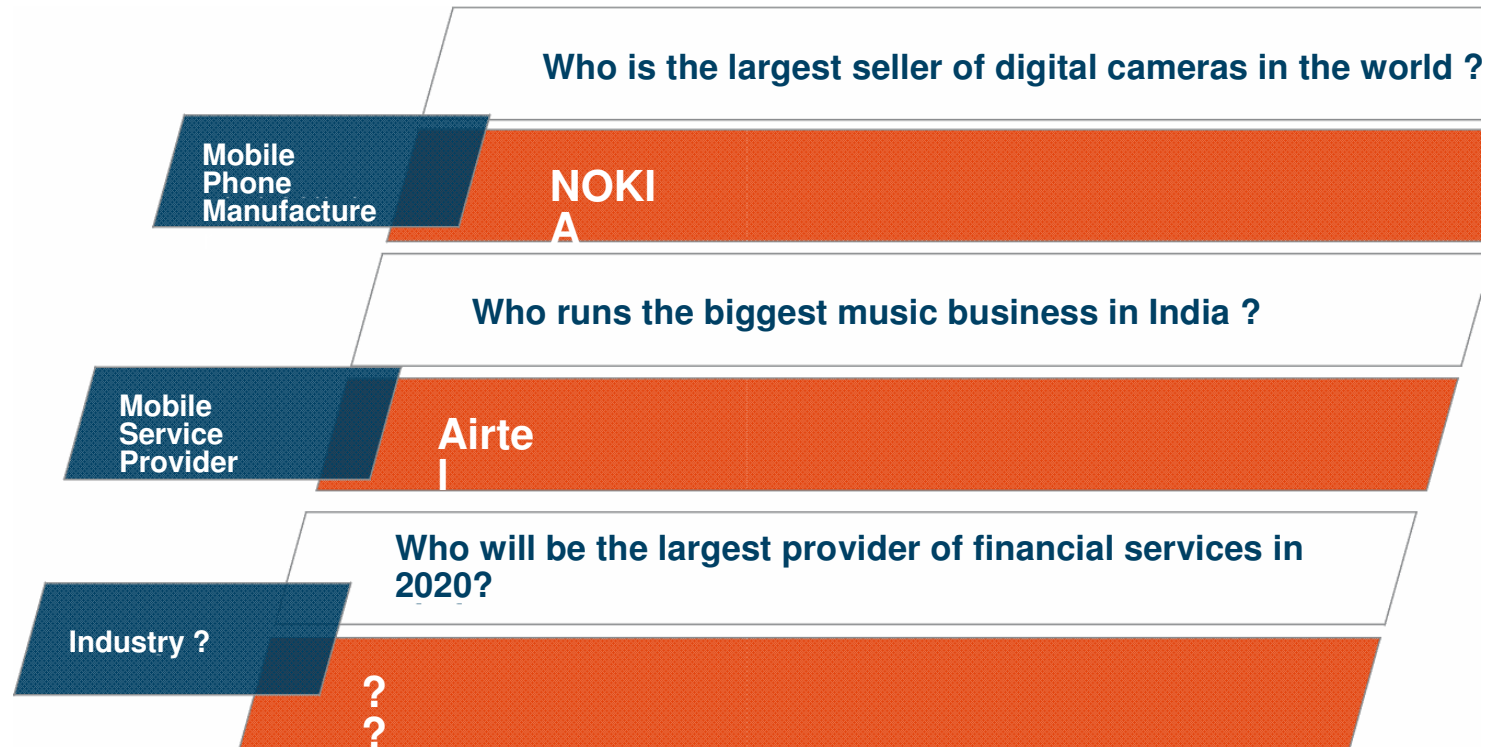 Who is the largest seller of digital cameras in the world ?
Mobile
Phone
Manufacture
NOKI
A
Who runs the biggest music business in India ?
Mobile
Service
Provider
Airte
l
Who will be the largest provider of financial services in
2020?
Industry ?
?
?